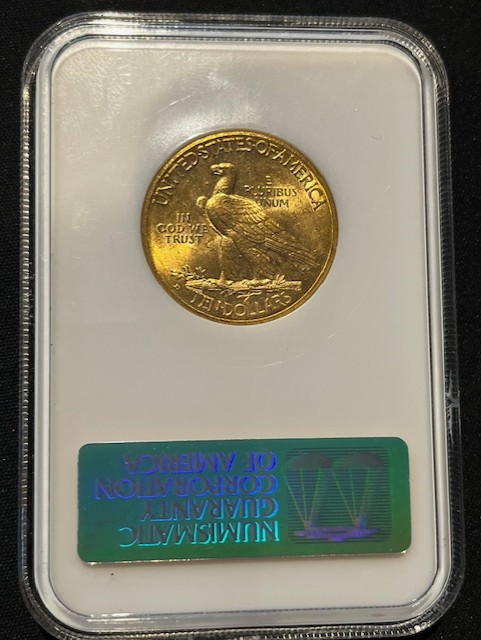 UNITED·STATES·OF·AMERICA
E
PLURIBUS
UNUM
IN
GOD WE
TRUST
D
TEN·DOLLARS
NUMISMATIC
GUARANTY
CORPORATION
OF AMERICA